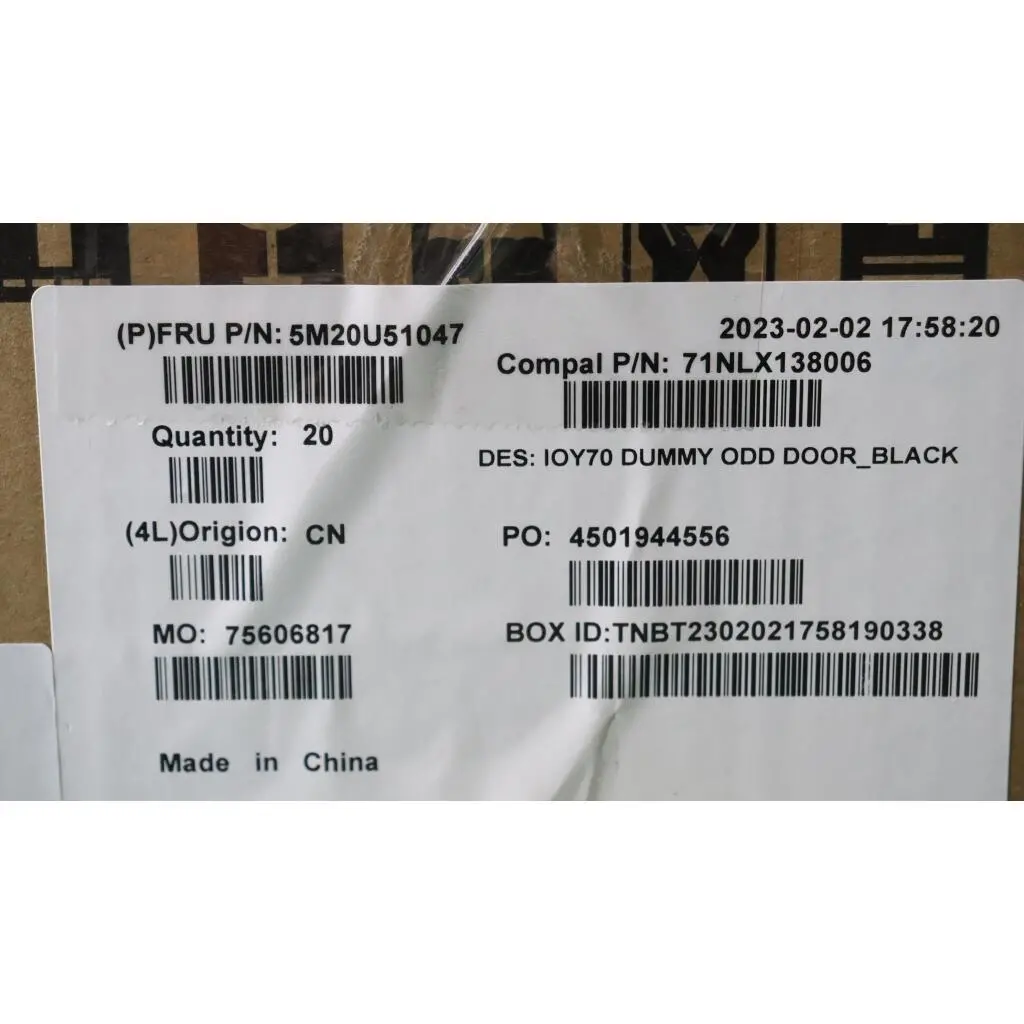 (P)FRU P/N: 5M20U51047
2023-02-02 17:58:20
Compal P/N: 71NLX138006
Quantity: 20
DES: IOY70 DUMMY ODD DOOR_BLACK
(4L)Origion: CN
PO: 4501944556
MO: 75606817
BOX ID:TNBT2302021758190338
Made in China